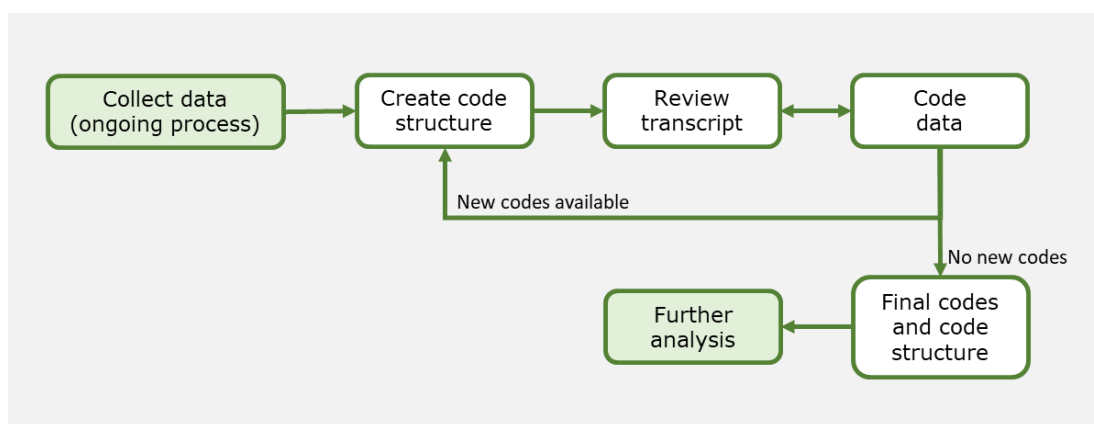 Collect data
(ongoing process)
Create code
structure
Review
transcript
Code
data
New codes available
No new codes
Final codes
and code
structure
Further
analysis